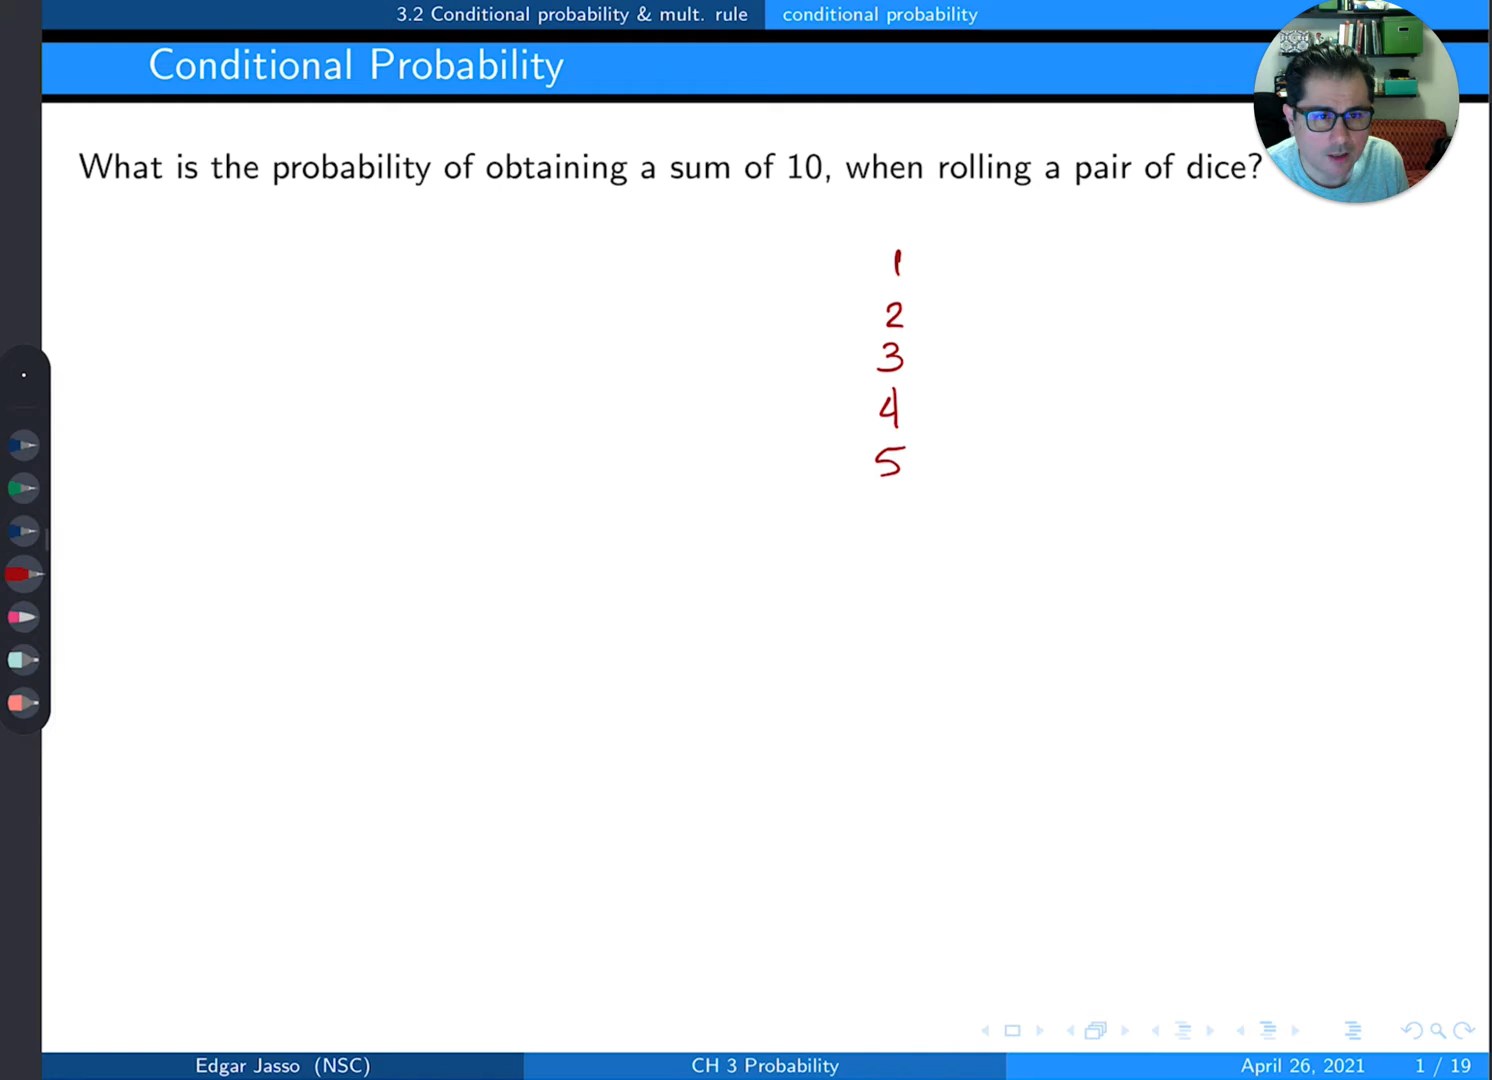 3.2 Conditional probability & mult. rule conditional probability
Conditional Probability
What is the probability of obtaining a sum of 10, when rolling a pair of dice?
1
2
3
4
5
Edgar Jasso (NSC) CH 3 Probability April 26, 2021 1 / 19